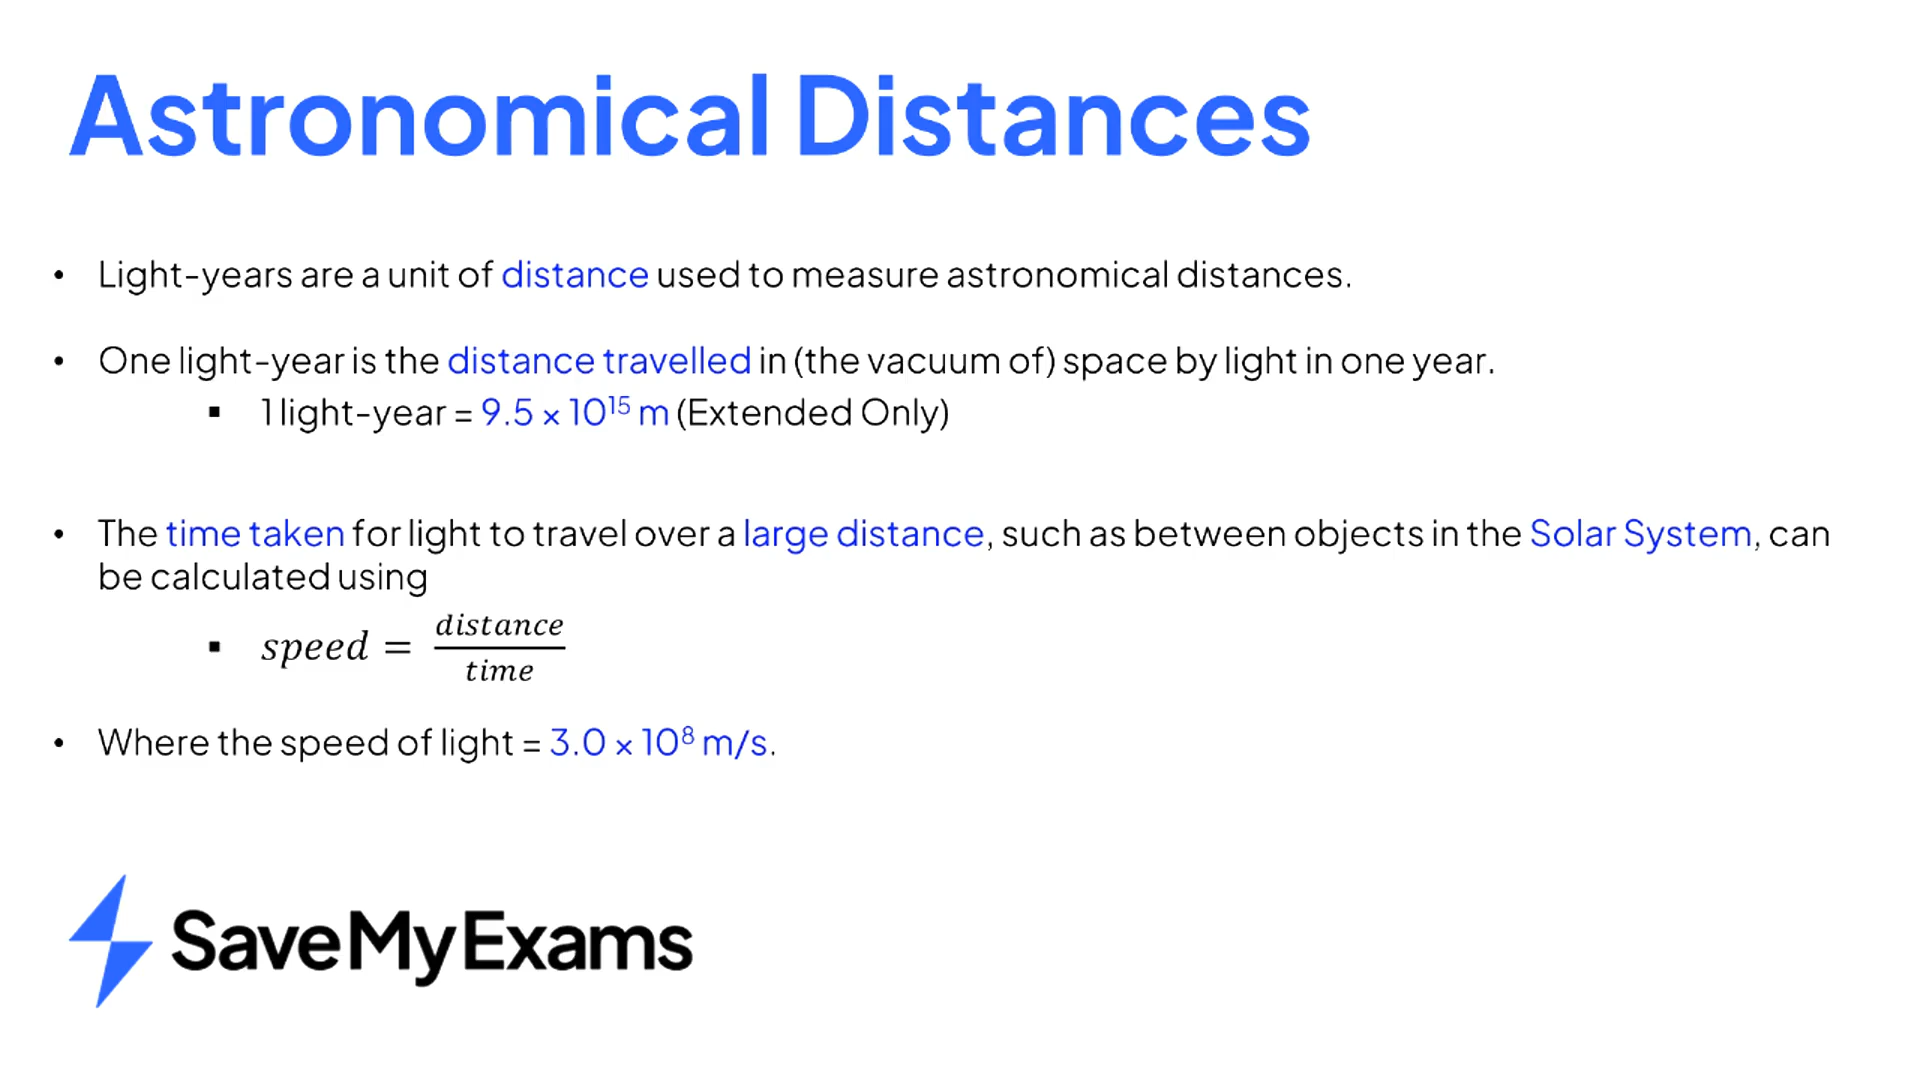 Astronomical Distances
• Light-years are a unit of distance used to measure astronomical distances.
• One light-year is the distance travelled in (the vacuum of) space by light in one year.
▪ 1 light-year = 9.5 × 10¹⁵ m (Extended Only)
• The time taken for light to travel over a large distance, such as between objects in the Solar System, can
be calculated using
▪ speed = distance/time
• Where the speed of light = 3.0 × 10⁸ m/s.
SaveMyExams